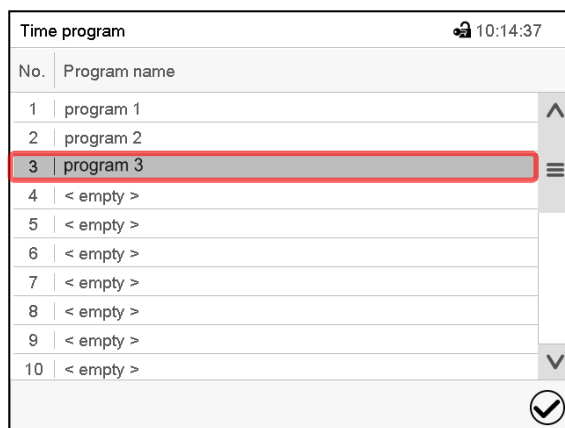 Time program 10:14:37
No. Program name
1 program 1
2 program 2
3 program 3
4 < empty >
5 < empty >
6 < empty >
7 < empty >
8 < empty >
9 < empty >
10 < empty >